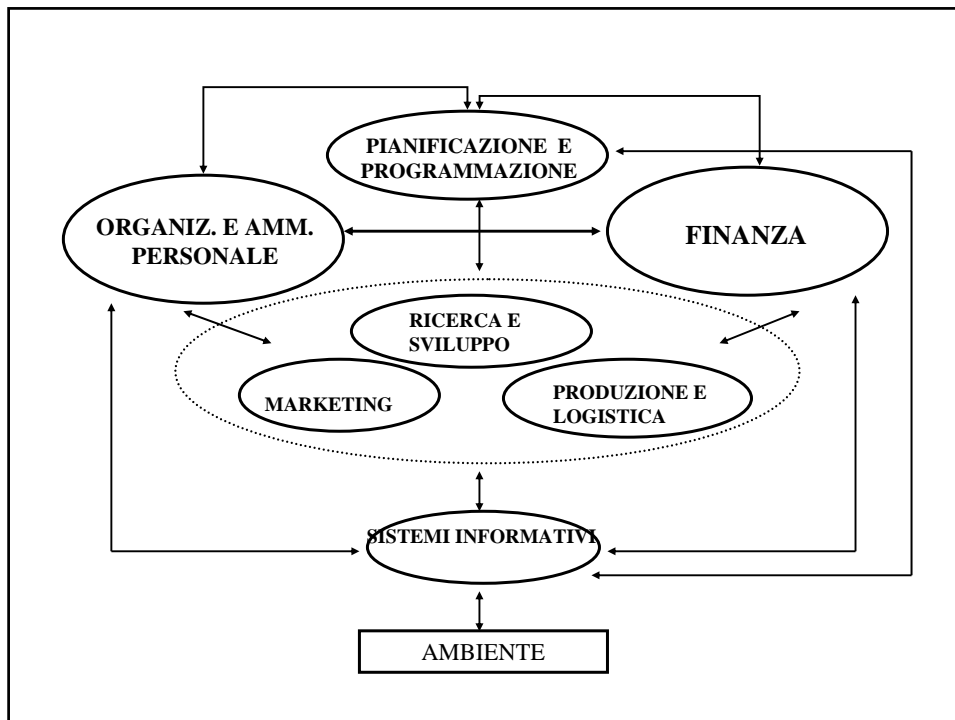 PIANIFICAZIONE E
PROGRAMMAZIONE
ORGANIZ. E AMM.
PERSONALE
FINANZA
RICERCA E
SVILUPPO
MARKETING
PRODUZIONE E
LOGISTICA
SISTEMI INFORMATIVI
AMBIENTE